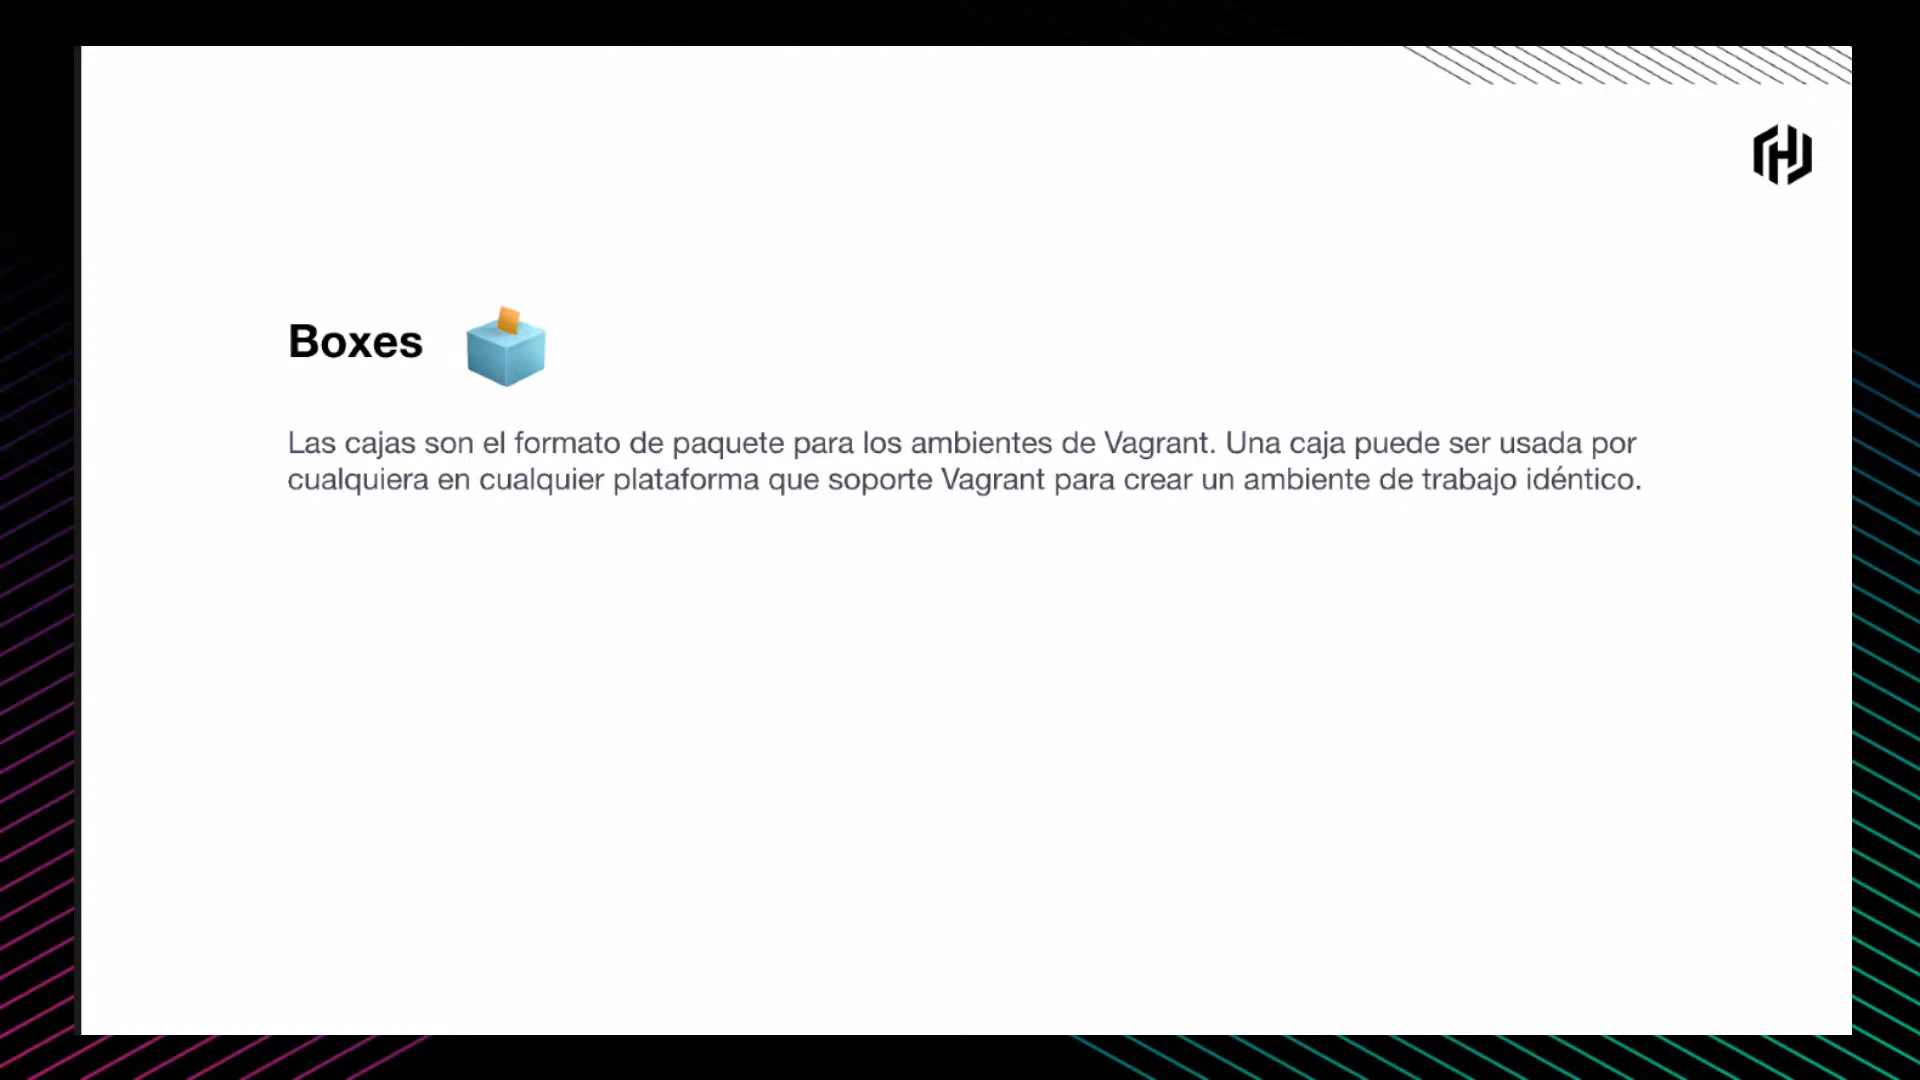 Boxes
Las cajas son el formato de paquete para los ambientes de Vagrant. Una caja puede ser usada por
cualquiera en cualquier plataforma que soporte Vagrant para crear un ambiente de trabajo idéntico.